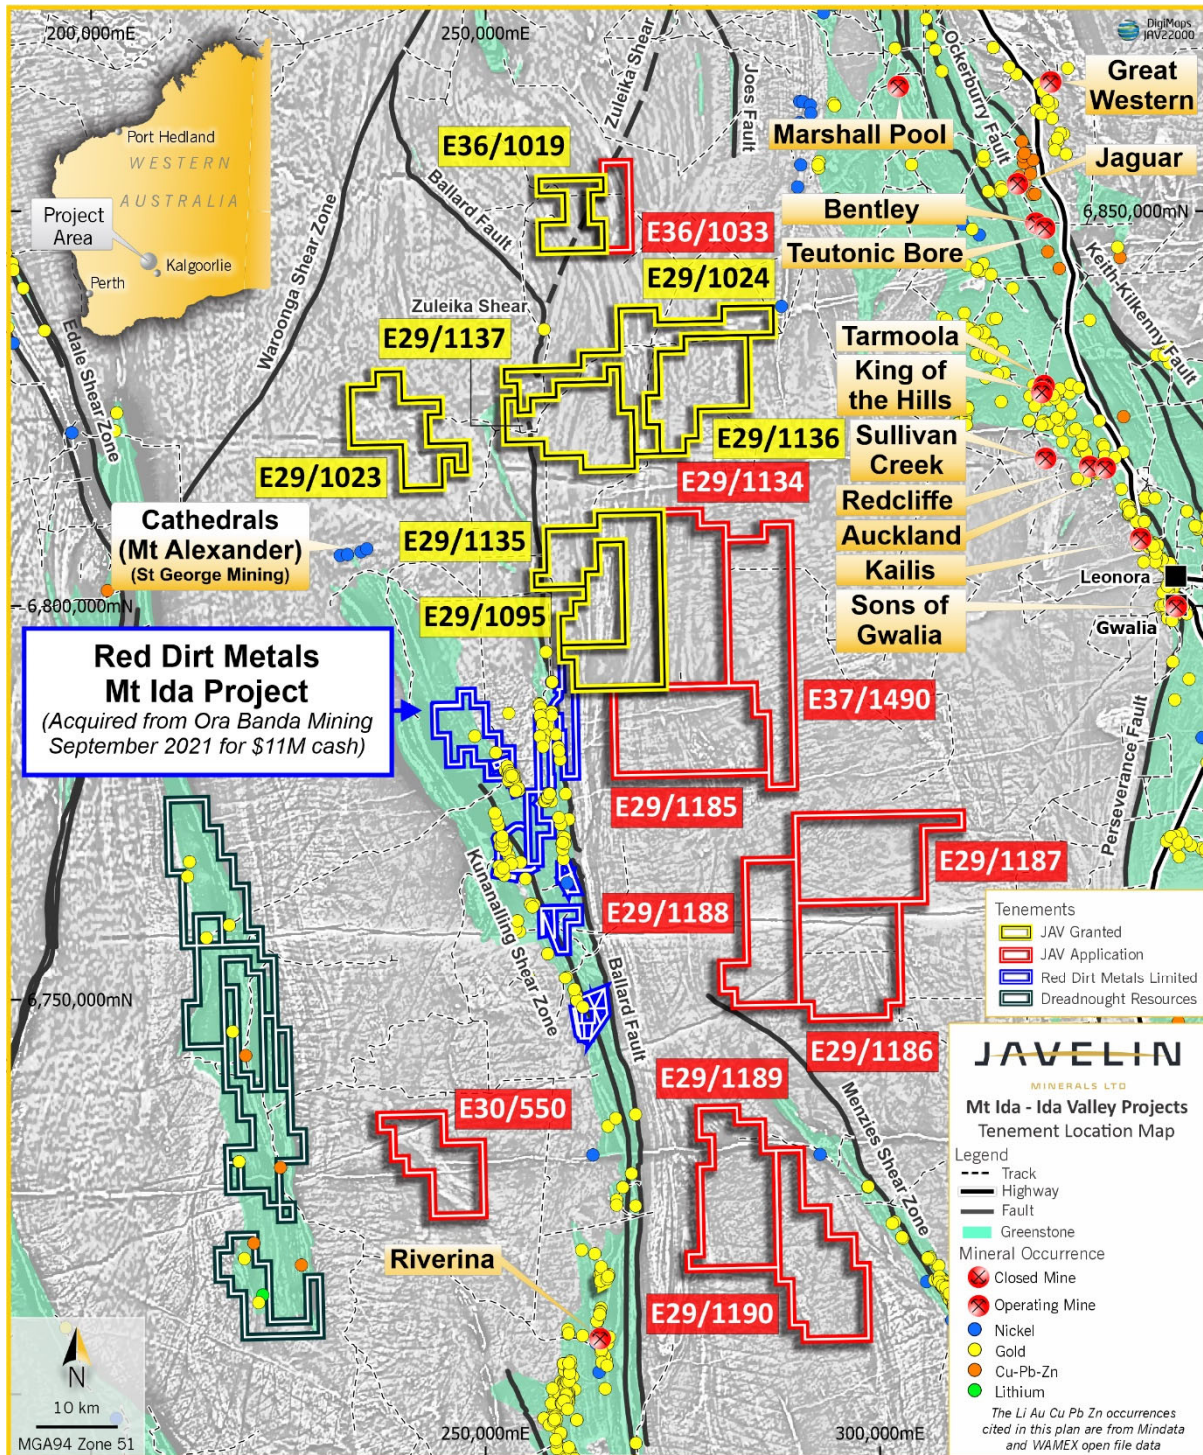 200,000mE
250,000mE
DigiMaps
JAV22000
Port Hedland
WESTERN
AUSTRALIA
Project
Area
Kalgoorlie
Perth
Edale Shear Zone
Waroonga Shear Zone
Ballard Fault
Zuleika Shear
Joes Fault
Zuleika Shear
Ockerburry Fault
Keith-Kilkenny Fault
Great
Western
Marshall Pool
Jaguar
Bentley
6,850,000mN
Teutonic Bore
E36/1019
E36/1033
E29/1024
E29/1137
Tarmoola
King of
the Hills
E29/1136
E29/1023
Sullivan
Creek
E29/1134
Redcliffe
Auckland
Kailis
Leonora
Sons of
Gwalia
Gwalia
Cathedrals
(Mt Alexander)
(St George Mining)
E29/1135
E29/1095
6,800,000mN
Red Dirt Metals
Mt Ida Project
(Acquired from Ora Banda Mining
September 2021 for $11M cash)
E37/1490
E29/1185
Perseverance Fault
E29/1187
E29/1188
Kunanalling Shear Zone
Ballard Fault
6,750,000mN
E29/1186
E29/1189
Menzies Shear Zone
E30/550
Riverina
E29/1190
Tenements
JAV Granted
JAV Application
Red Dirt Metals Limited
Dreadnought Resources
JAVELIN
MINERALS LTD
Mt Ida - Ida Valley Projects
Tenement Location Map
Legend
Track
Highway
Fault
Greenstone
Mineral Occurrence
Closed Mine
Operating Mine
Nickel
Gold
Cu-Pb-Zn
Lithium
The Li Au Cu Pb Zn occurrences
cited in this plan are from Mindata
and WAMEX open file data
N
10 km
MGA94 Zone 51
250,000mE
300,000mE